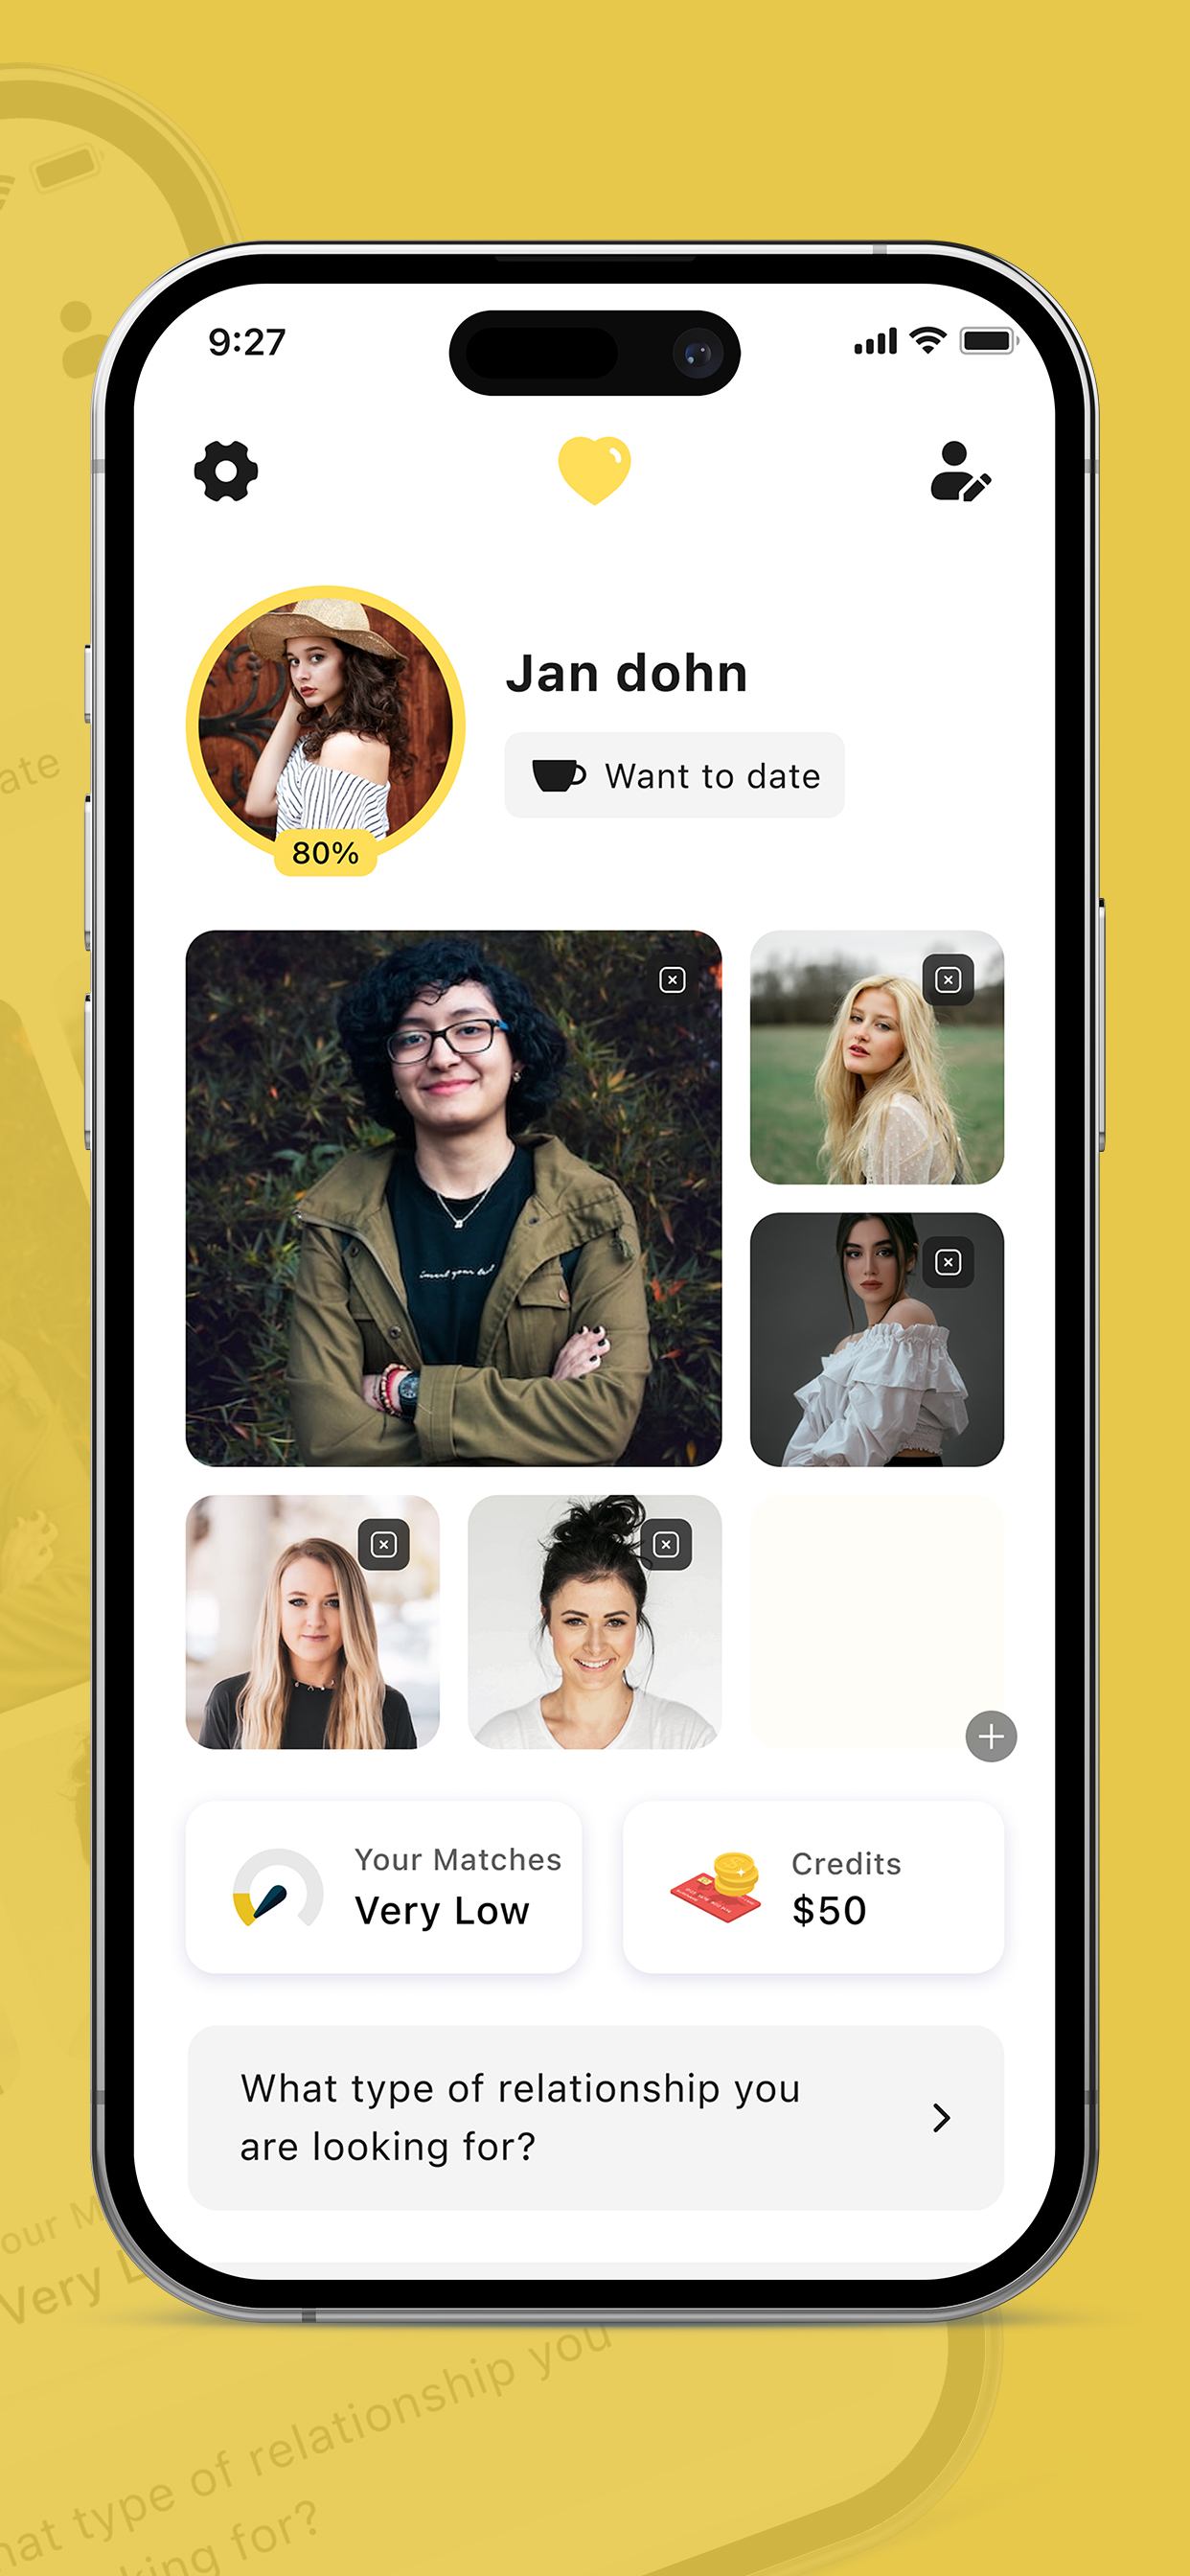 9:27
ate
Jan dohn
Want to date
80%
Your Matches
Very Low
Credits
$50
What type of relationship you
are looking for?
our M
Very L
hat type of relationship you
king for?